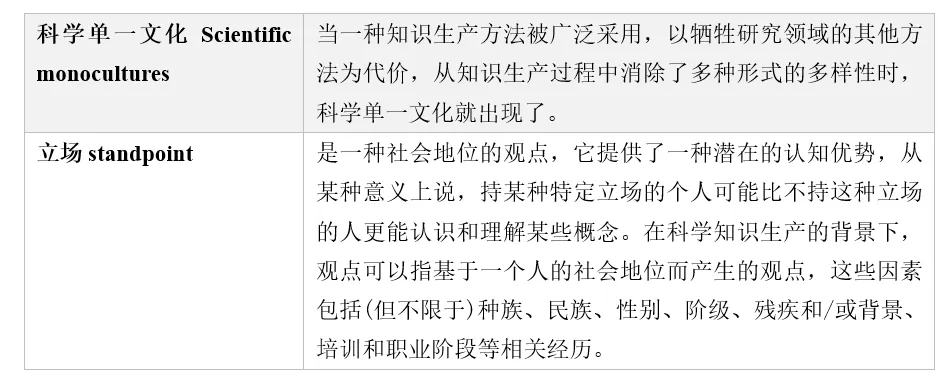 科学单一文化 Scientific
monocultures
当一种知识生产方法被广泛采用，以牺牲研究领域的其他方
法为代价，从知识生产过程中消除了多种形式的多样性时，
科学单一文化就出现了。
立场 standpoint
是一种社会地位的观点，它提供了一种潜在的认知优势，从
某种意义上说，持某种特定立场的个人可能比不持这种立场
的人更能认识和理解某些概念。在科学知识生产的背景下，
观点可以指基于一个人的社会地位而产生的观点，这些因素
包括(但不限于)种族、民族、性别、阶级、残疾和/或背景、
培训和职业阶段等相关经历。